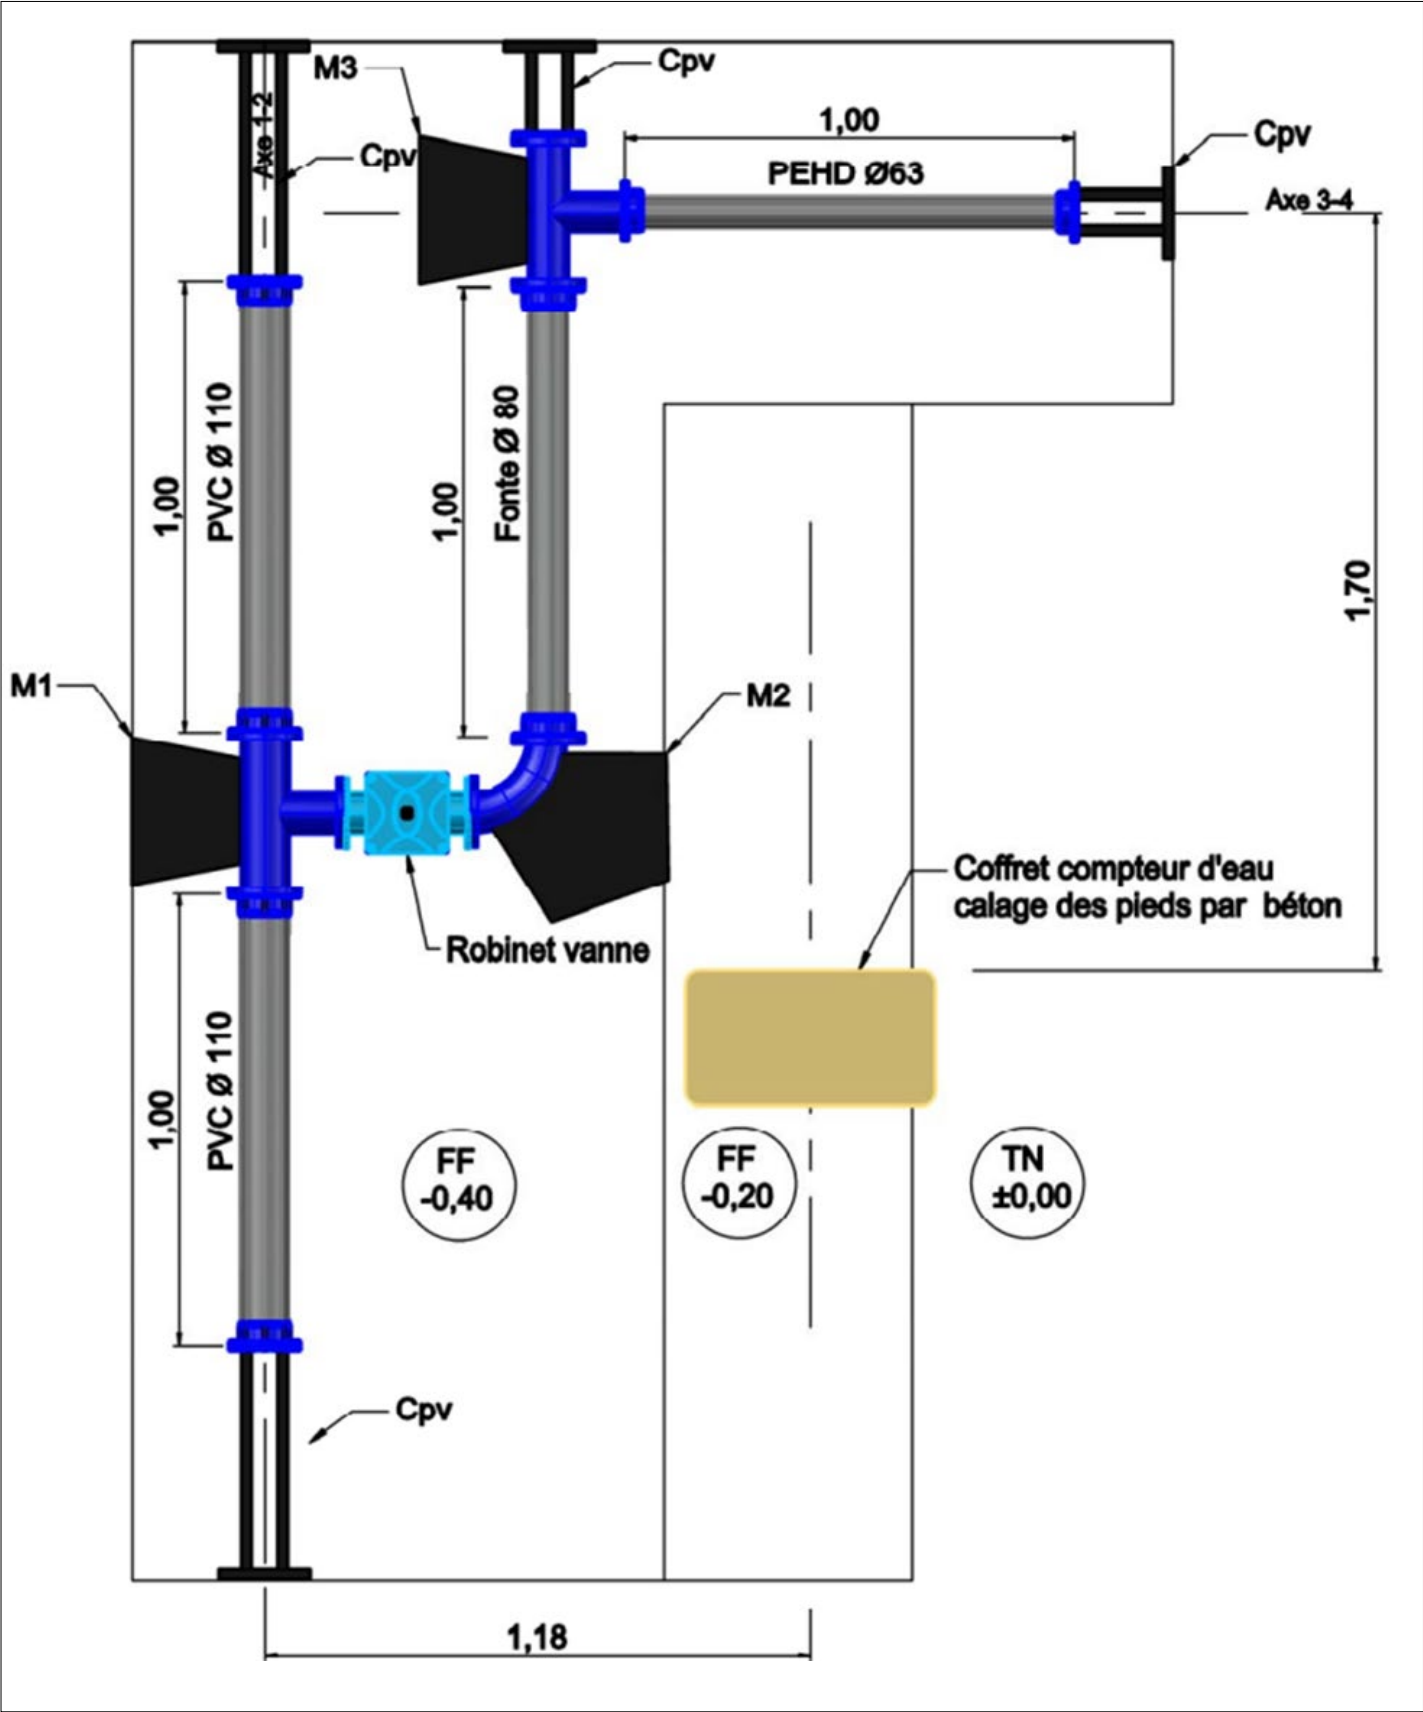 M3
Cpv
Axe 1-2
Cpv
1,00
Cpv
PEHD Ø63
Axe 3-4
1,00
PVC Ø 110
1,00
Fonte Ø 80
1,70
M1
M2
Coffret compteur d'eau
calage des pieds par béton
Robinet vanne
1,00
PVC Ø 110
FF
-0,40
FF
-0,20
TN
±0,00
Cpv
1,18